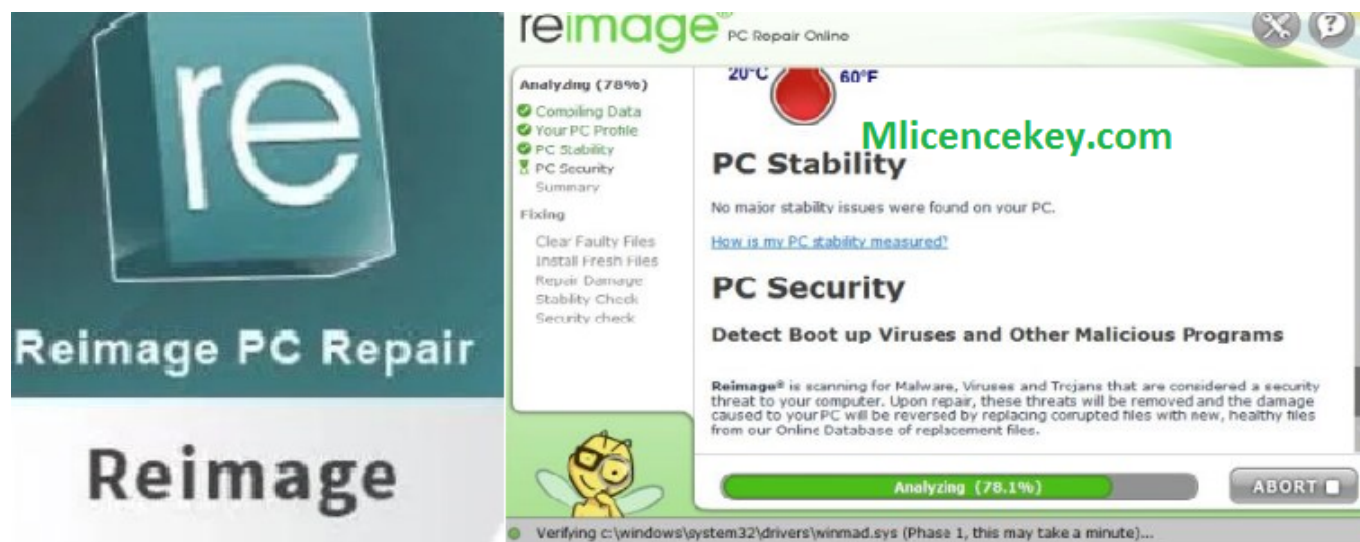 re
Reimage PC Repair
Reimage
reimage®
PC Repair Online
Analyzing (78%)
Compiling Data
Your PC Profile
PC Stability
PC Security
Summary
Fixing
Clear Faulty Files
Install Fresh Files
Repair Damage
Stability Check
Security check
20°C
60°F
Mlicencekey.com
PC Stability
No major stability issues were found on your PC.
How is my PC stability measured?
PC Security
Detect Boot up Viruses and Other Malicious Programs
Reimage® is scanning for Malware, Viruses and Trojans that are considered a security
threat to your computer. Upon repair, these threats will be removed and the damage
caused to your PC will be reversed by replacing corrupted files with new, healthy files
from our Online Database of replacement files.
Analyzing (78.1%)
ABORT
Verifying c:\windows\system32\drivers\winmad.sys (Phase 1, this may take a minute)...